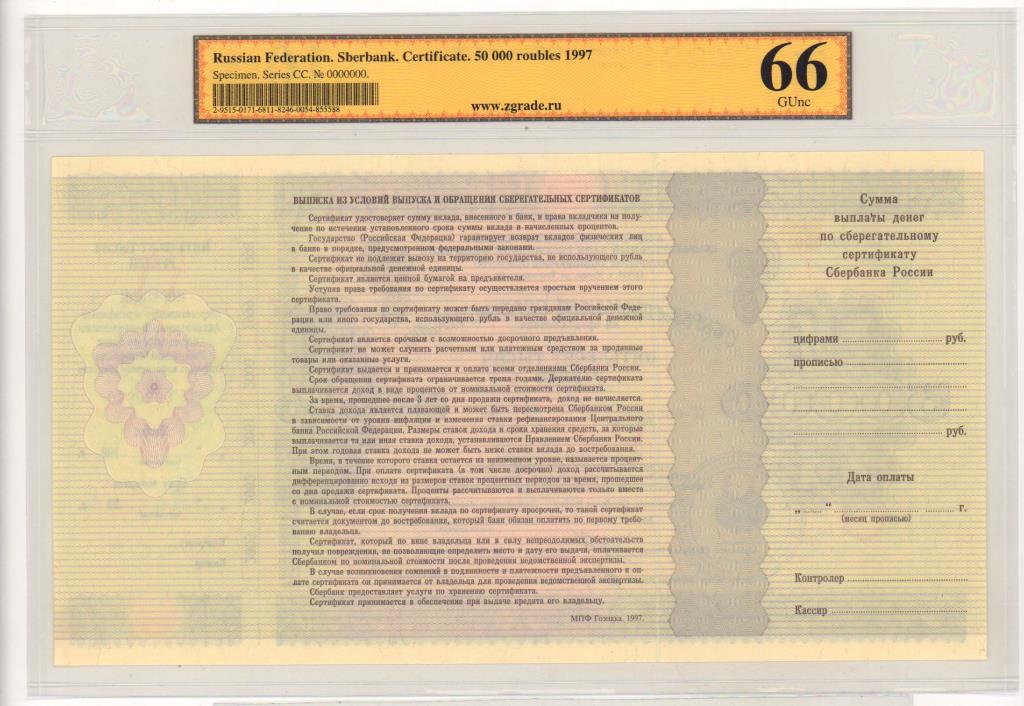 Russian Federation. Sberbank. Certificate. 50 000 roubles 1997
Specimen. Series CC. № 0000000.
2-9515-0171-6811-8246-0054-855588
www.zgrade.ru
66
GUnc
ВЫПИСКА ИЗ УСЛОВИЙ ВЫПУСКА И ОБРАЩЕНИЯ СБЕРЕГАТЕЛЬНЫХ СЕРТИФИКАТОВ
Сертификат удостоверяет сумму вклада, внесенного в банк, и права вкладчика на полу-
чение по истечении установленного срока суммы вклада и начисленных процентов.
Государство (Российская Федерация) гарантирует возврат вкладов физических лиц
в банке в порядке, предусмотренном федеральными законами.
Сертификат не подлежит вывозу на территорию государства, не использующего рубль
в качестве официальной денежной единицы.
Сертификат является ценной бумагой на предъявителя.
Уступка права требования по сертификату осуществляется простым вручением этого
сертификата.
Право требования по сертификату может быть передано гражданам Российской Феде-
рации или иного государства, использующего рубль в качестве официальной денежной
единицы.
Сертификат является срочным с возможностью досрочного предъявления.
Сертификат не может служить расчетным или платежным средством за проданные
товары или оказанные услуги.
Сертификат выдается и принимается к оплате всеми отделениями Сбербанка России.
Срок обращения сертификата ограничивается тремя годами. Держателю сертификата
выплачивается доход в виде процентов от номинальной стоимости сертификата.
За время, прошедшее после 3 лет со дня продажи сертификата, доход не начисляется.
Ставка дохода является плавающей и может быть пересмотрена Сбербанком России
в зависимости от уровня инфляции и изменения ставки рефинансирования Центрального
банка Российской Федерации. Размеры ставок дохода и сроки хранения средств, за которые
выплачивается та или иная ставка дохода, устанавливаются Правлением Сбербанка России.
При этом годовая ставка дохода не может быть ниже ставки вклада до востребования.
Время, в течение которого ставка остается на неизменном уровне, называется процент-
ным периодом. При оплате сертификата (в том числе досрочно) доход рассчитывается
дифференцированно исходя из размеров ставок процентных периодов за время, прошедшее
со дня продажи сертификата. Проценты рассчитываются и выплачиваются только вместе
с номинальной стоимостью сертификата.
В случае, если срок получения вклада по сертификату просрочен, то такой сертификат
считается документом до востребования, который банк обязан оплатить по первому требо-
ванию владельца.
Сертификат, который по вине владельца или в силу непреодолимых обстоятельств
получил повреждения, не позволяющие определить место и дату его выдачи, оплачивается
Сбербанком по номинальной стоимости после проведения ведомственной экспертизы.
В случае возникновения сомнений в подлинности и платежности предъявленного к оп-
лате сертификата он принимается от владельца для проведения ведомственной экспертизы.
Сбербанк предоставляет услуги по хранению сертификата.
Сертификат принимается в обеспечение при выдаче кредита его владельцу.
МПФ Гознака. 1997.
Сумма
выплаты денег
по сберегательному
сертификату
Сбербанка России
цифрами ........................ руб.
прописью ........................
........................ руб.
Дата оплаты
„ ...... “ ........................ ........ г.
(месяц прописью)
Контролер ........................
Кассир ........................